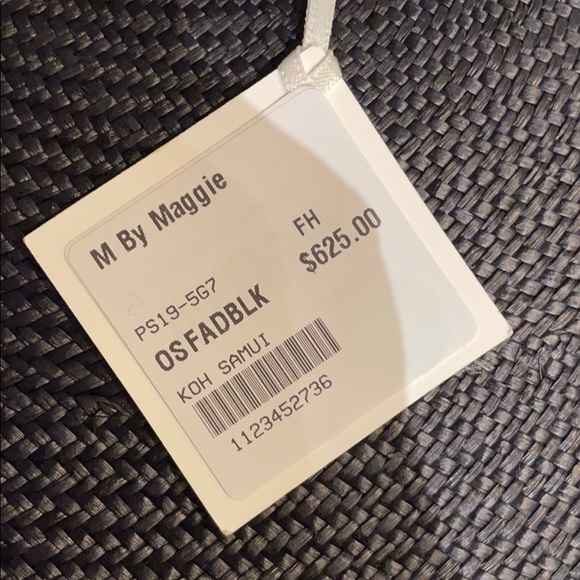 M By Maggie
FH
PS19-5G7
$625.00
OSFADBLK
KOH SAMUI
1123452736